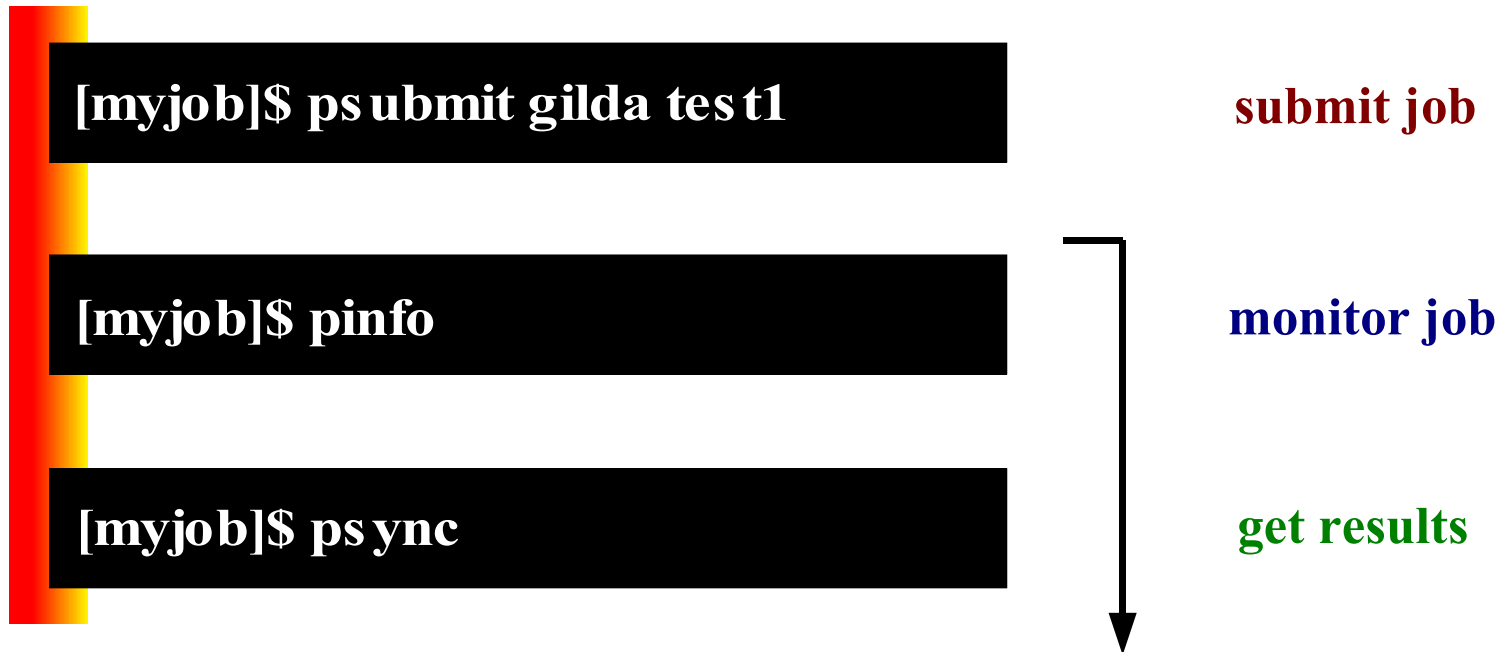 [myjob]$ psubmit gilda test1
submit job
[myjob]$ pinfo
monitor job
[myjob]$ psync
get results